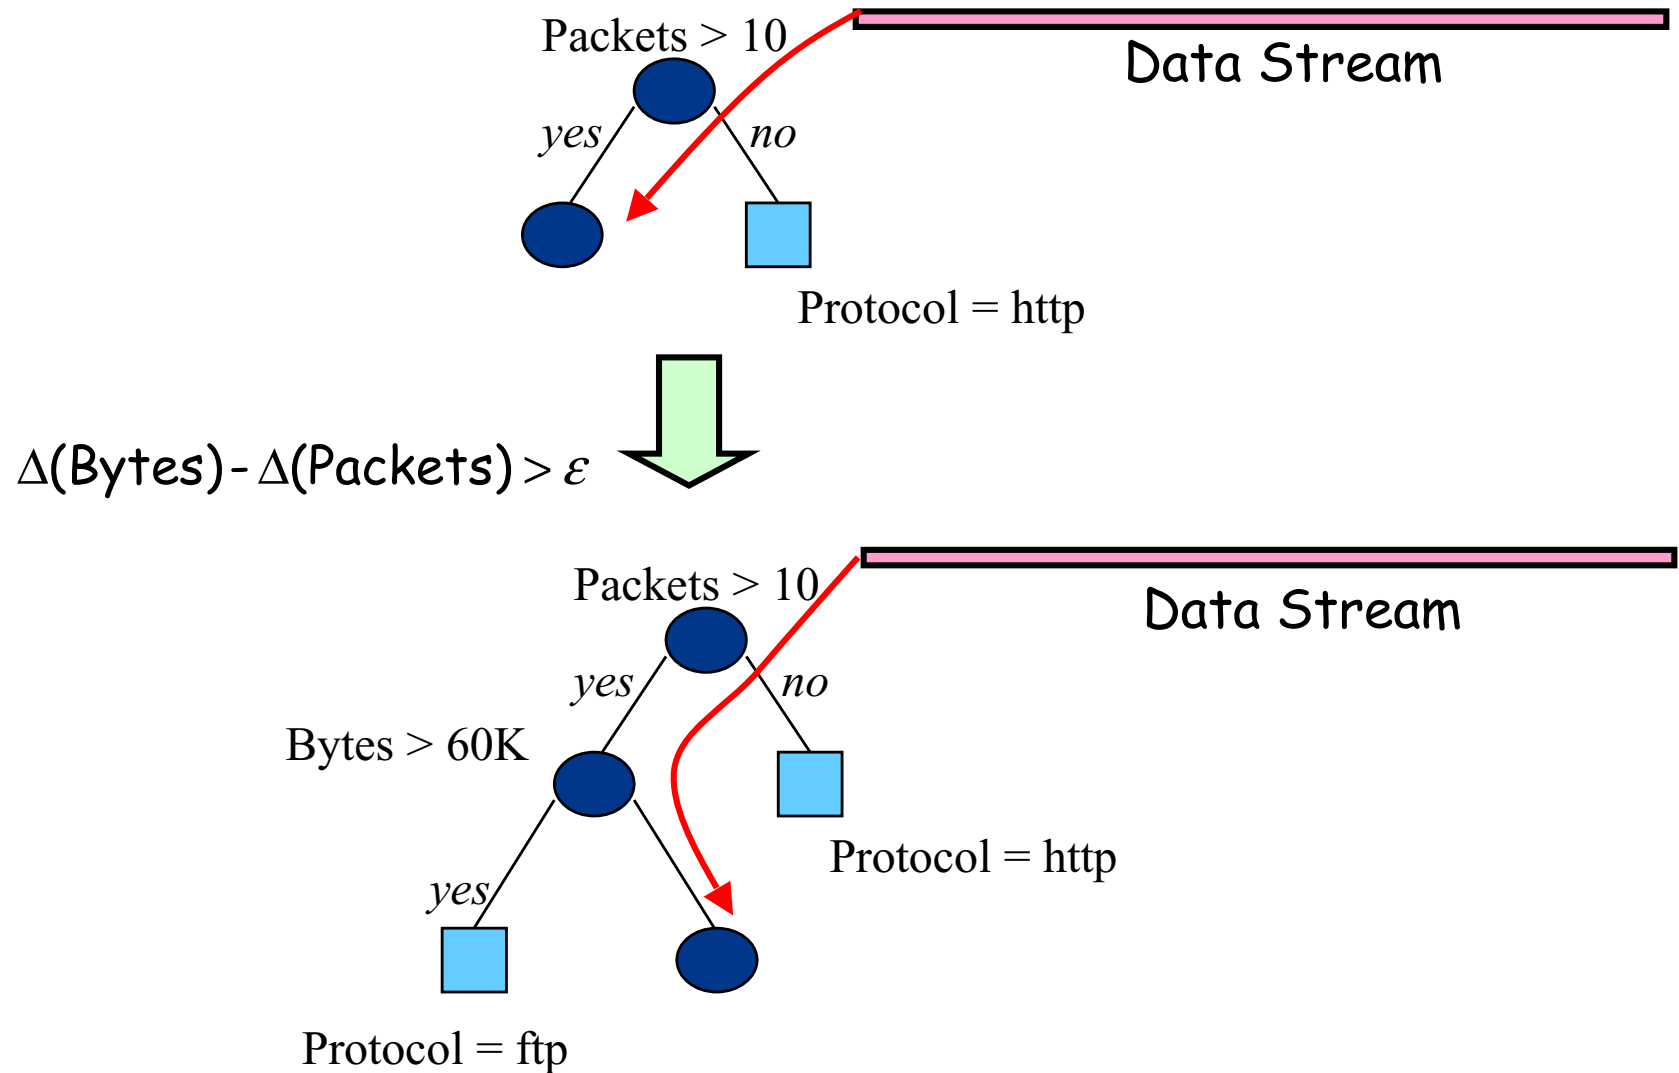 Packets > 10
Data Stream
yes
no
Protocol = http
Δ(Bytes) - Δ(Packets) > ε
Packets > 10
Data Stream
yes
no
Bytes > 60K
Protocol = http
yes
Protocol = ftp